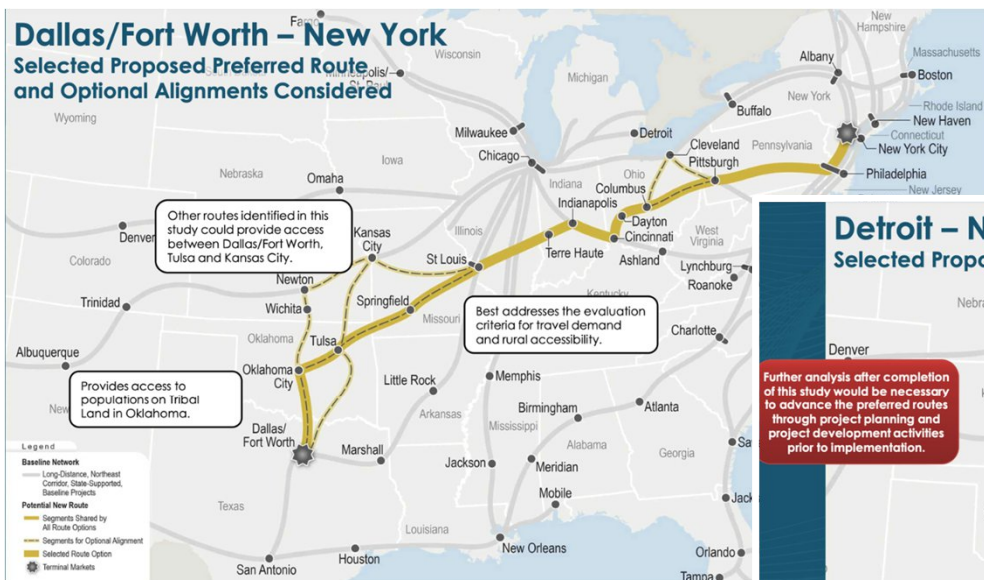 Dallas/Fort Worth – New York
Selected Proposed Preferred Route
and Optional Alignments Considered
Fargo
Minneapolis/
St. Paul
Wisconsin
Michigan
New
Hampshire
Albany
Massachusetts
Boston
New York
Buffalo
Rhode Island
New Haven
Connecticut
New York City
Wyoming
Milwaukee
Detroit
Cleveland
Pennsylvania
Pittsburgh
Philadelphia
New Jersey
Chicago
Iowa
Nebraska
Omaha
Ohio
Columbus
Indiana
Indianapolis
Dayton
Cincinnati
West
Virginia
Other routes identified in this
study could provide access
between Dallas/Fort Worth,
Tulsa and Kansas City.
Denver
Colorado
Kansas
City
Illinois
St Louis
Terre Haute
Ashland
Lynchburg
Roanoke
Newton
Trinidad
Wichita
Springfield
Missouri
Kentucky
Best addresses the evaluation
criteria for travel demand
and rural accessibility.
Charlotte
Oklahoma
Tulsa
Albuquerque
Oklahoma
City
Provides access to
populations on Tribal
Land in Oklahoma.
New
Little Rock
Arkansas
Memphis
Mississippi
Birmingham
Atlanta
Alabama
Georgia
Dallas/
Fort Worth
Marshall
Jackson
Meridian
Mobile
Texas
Louisiana
New Orleans
Houston
San Antonio
Orlando
Tampa
Sav
Jack
Legend
Baseline Network
Long-Distance, Northeast
Corridor, State-Supported,
Baseline Projects
Potential New Route
Segments Shared by
All Route Options
Segments for Optional Alignment
Selected Route Option
Terminal Markets
Detroit – N
Selected Propo
Nebra
Denver
K
Further analysis after completion
of this study would be necessary
to advance the preferred routes
through project planning and
project development activities
prior to implementation.